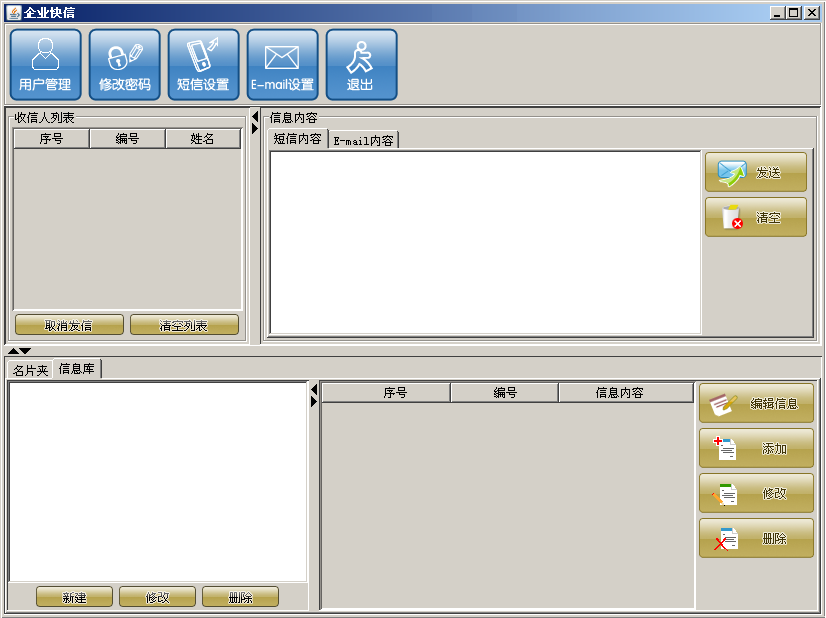 企业快信
用户管理
修改密码
短信设置
E-mail设置
退出
收信人列表
序号 编号 姓名
取消发信 清空列表
信息内容
短信内容 E-mail内容
发送
清空
名片夹 信息库
新建 修改 删除
序号 编号 信息内容
编辑信息
添加
修改
删除